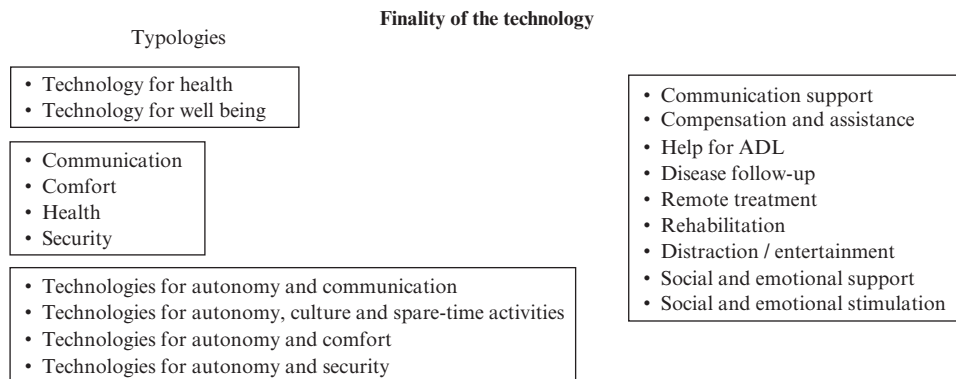 Finality of the technology
Typologies
• Technology for health
• Technology for well being
• Communication
• Comfort
• Health
• Security
• Technologies for autonomy and communication
• Technologies for autonomy, culture and spare-time activities
• Technologies for autonomy and comfort
• Technologies for autonomy and security
• Communication support
• Compensation and assistance
• Help for ADL
• Disease follow-up
• Remote treatment
• Rehabilitation
• Distraction / entertainment
• Social and emotional support
• Social and emotional stimulation